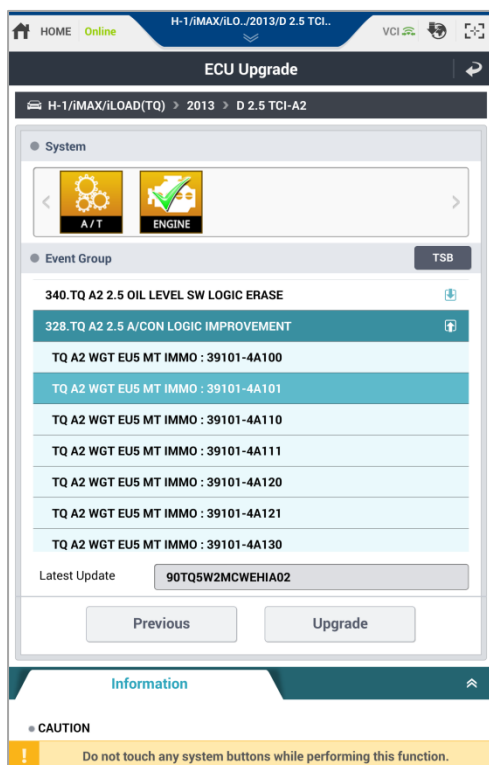 H-1/iMAX/iLO../2013/D 2.5 TCI..
HOME Online VCI
ECU Upgrade
H-1/iMAX/iLOAD(TQ) > 2013 > D 2.5 TCI-A2
System
A/T ENGINE
Event Group TSB
340.TQ A2 2.5 OIL LEVEL SW LOGIC ERASE
328.TQ A2 2.5 A/CON LOGIC IMPROVEMENT
TQ A2 WGT EU5 MT IMMO : 39101-4A100
TQ A2 WGT EU5 MT IMMO : 39101-4A101
TQ A2 WGT EU5 MT IMMO : 39101-4A110
TQ A2 WGT EU5 MT IMMO : 39101-4A111
TQ A2 WGT EU5 MT IMMO : 39101-4A120
TQ A2 WGT EU5 MT IMMO : 39101-4A121
TQ A2 WGT EU5 MT IMMO : 39101-4A130
Latest Update 90TQ5W2MCWEHIA02
Previous Upgrade
Information
CAUTION
! Do not touch any system buttons while performing this function.